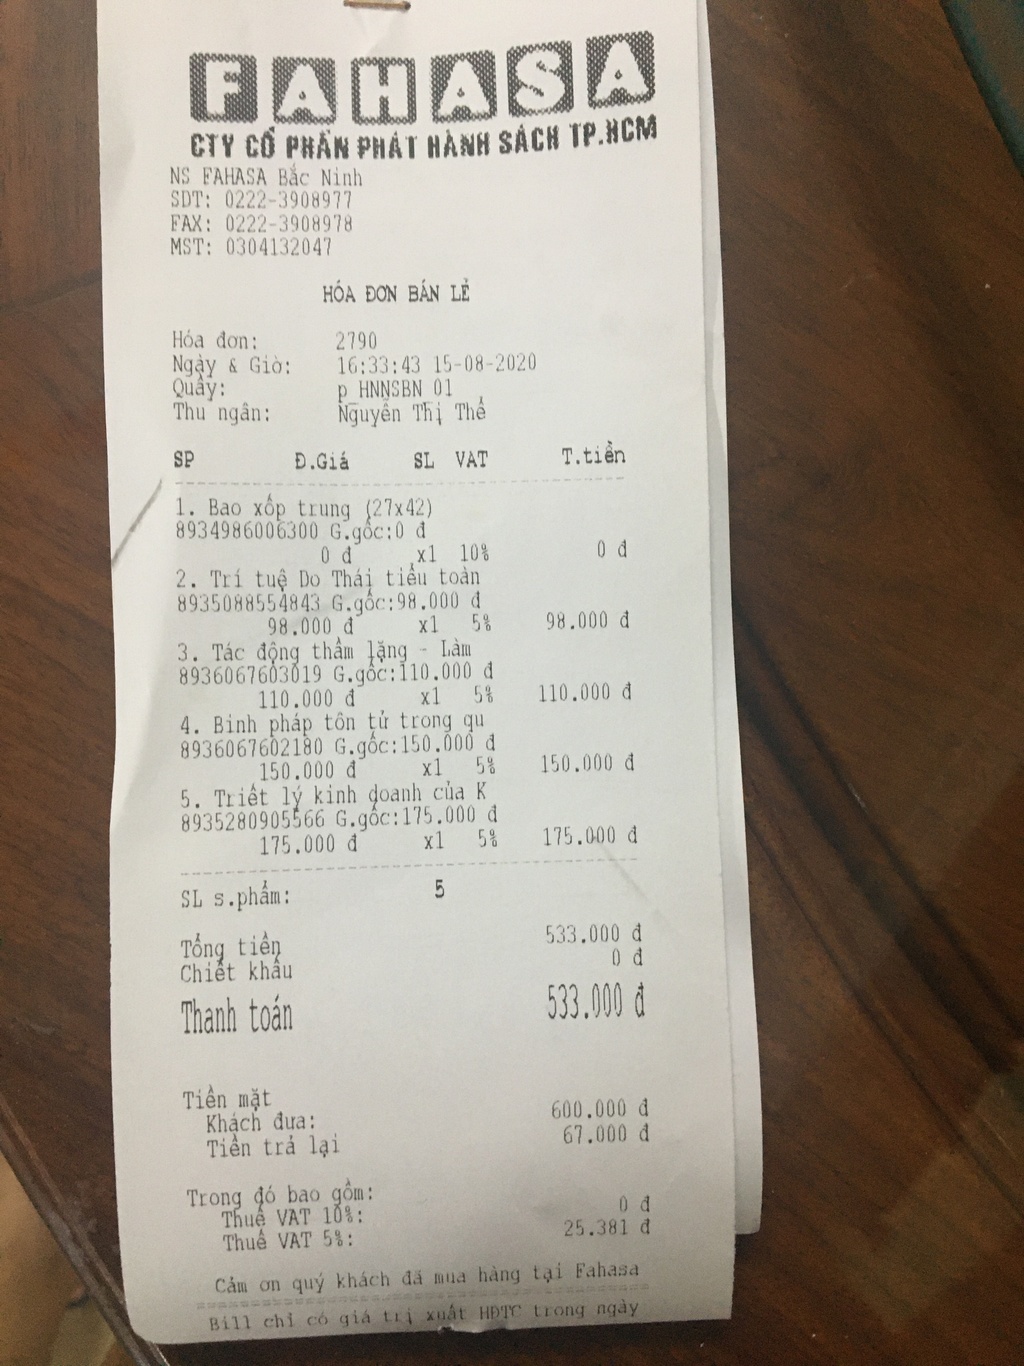 FAHASA
CTY CỔ PHẦN PHÁT HÀNH SÁCH TP.HCM
NS FAHASA Bắc Ninh
SDT: 0222-3908977
FAX: 0222-3908978
MST: 0304132047
HÓA ĐƠN BÁN LẺ
Hóa đơn: 2790
Ngày & Giờ: 16:33:43 15-08-2020
Quầy: p HNNSBN 01
Thu ngân: Nguyễn Thị Thế
SP Đ.Giá SL VAT T.tiền
1. Bao xốp trung (27x42)
8934986006300 G.gốc:0 đ
0 đ x1 10% 0 đ
2. Trí tuệ Do Thái tiểu toàn
8935088554843 G.gốc:98.000 đ
98.000 đ x1 5% 98.000 đ
3. Tác động thầm lặng - Làm
8936067603019 G.gốc:110.000 đ
110.000 đ x1 5% 110.000 đ
4. Binh pháp tôn tử trong qu
8936067602180 G.gốc:150.000 đ
150.000 đ x1 5% 150.000 đ
5. Triết lý kinh doanh của K
8935280905566 G.gốc:175.000 đ
175.000 đ x1 5% 175.000 đ
SL s.phẩm: 5
Tổng tiền 533.000 đ
Chiết khấu 0 đ
Thanh toán 533.000 đ
Tiền mặt
Khách đưa: 600.000 đ
Tiền trả lại 67.000 đ
Trong đó bao gồm:
Thuế VAT 10%: 0 đ
Thuế VAT 5%: 25.381 đ
Cảm ơn quý khách đã mua hàng tại Fahasa
Bill chỉ có giá trị xuất HĐTC trong ngày